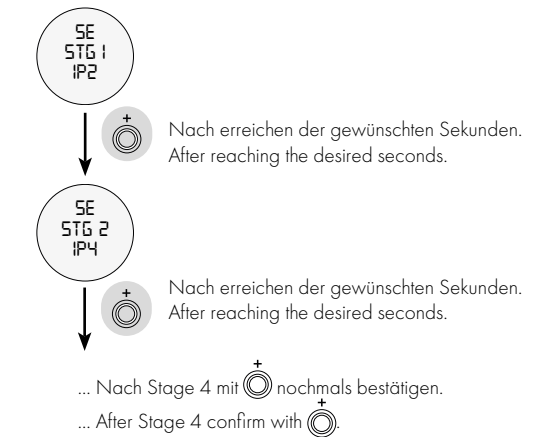 SE
STG 1
1P2
+
Nach erreichen der gewünschten Sekunden.
After reaching the desired seconds.
SE
STG 2
1P4
+
Nach erreichen der gewünschten Sekunden.
After reaching the desired seconds.
+
... Nach Stage 4 mit nochmals bestätigen.
+
... After Stage 4 confirm with .